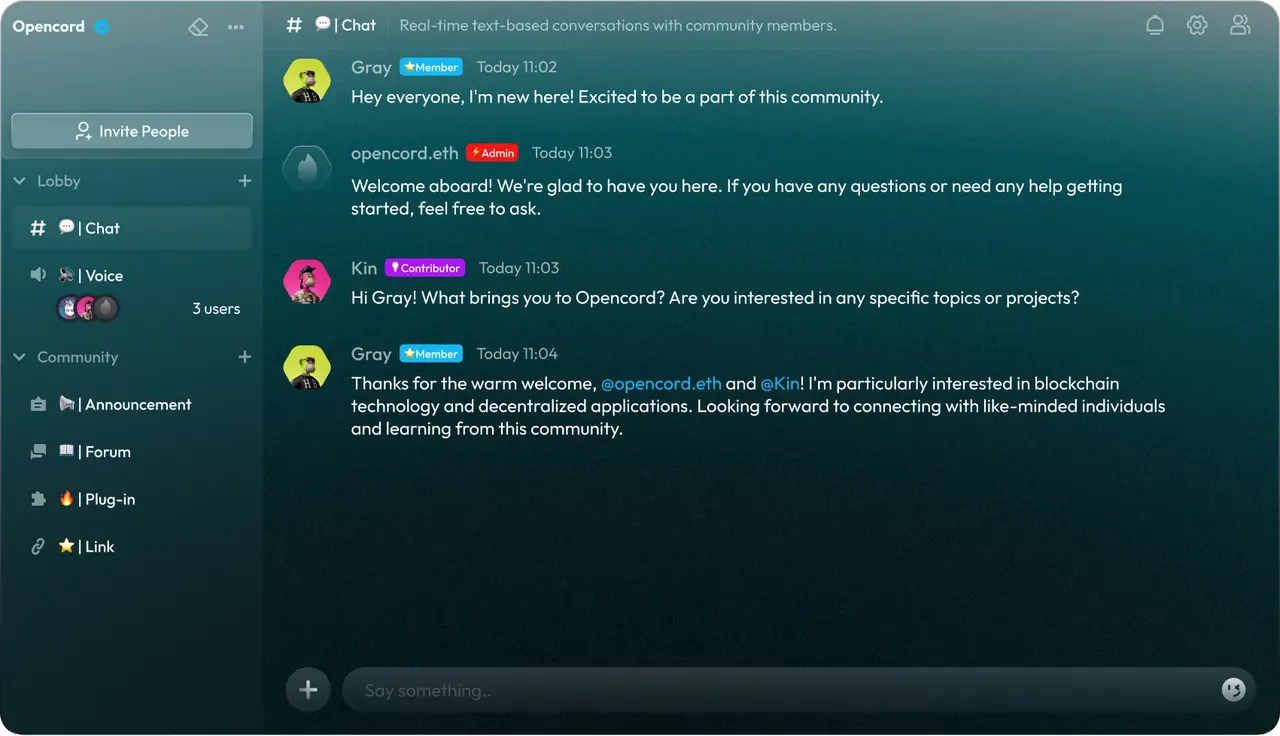 Opencord
# 💬 | Chat Real-time text-based conversations with community members.
Invite People
Lobby
# 💬 | Chat
🔊 | Voice
3 users
Community
📢 | Announcement
📖 | Forum
🔥 | Plug-in
⭐ | Link
Gray ⭐Member Today 11:02
Hey everyone, I'm new here! Excited to be a part of this community.
opencord.eth ⚡Admin Today 11:03
Welcome aboard! We're glad to have you here. If you have any questions or need any help getting
started, feel free to ask.
Kin Contributor Today 11:03
Hi Gray! What brings you to Opencord? Are you interested in any specific topics or projects?
Gray ⭐Member Today 11:04
Thanks for the warm welcome, @opencord.eth and @Kin! I'm particularly interested in blockchain
technology and decentralized applications. Looking forward to connecting with like-minded individuals
and learning from this community.
Say something..